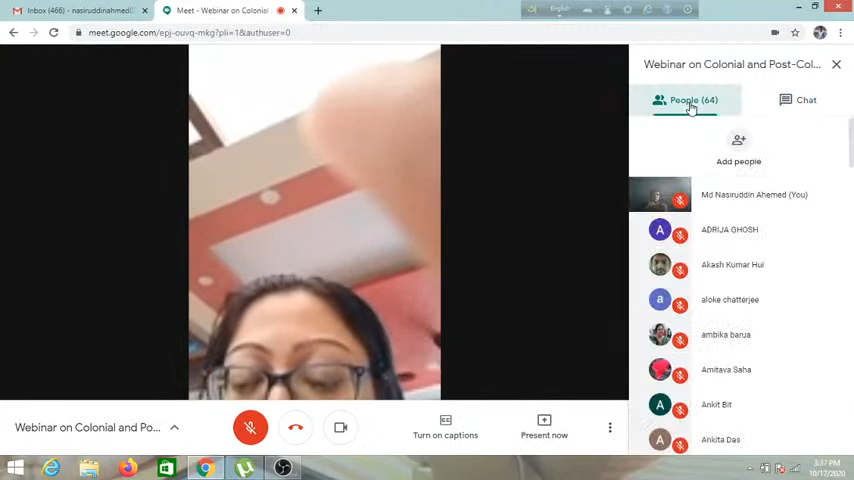 Inbox (466) - nasiruddinahmed0
Meet - Webinar on Colonial
English
meet.google.com/epj-ouvq-mkg?pli=1&authuser=0
Webinar on Colonial and Post-Col...
People (64)
Chat
Add people
Md Nasiruddin Ahemed (You)
A
ADRIJA GHOSH
Akash Kumar Hui
a
aloke chatterjee
ambika barua
Amitava Saha
A
Ankit Bit
A
Ankita Das
Webinar on Colonial and Po...
Turn on captions
Present now
3:37 PM
10/17/2020